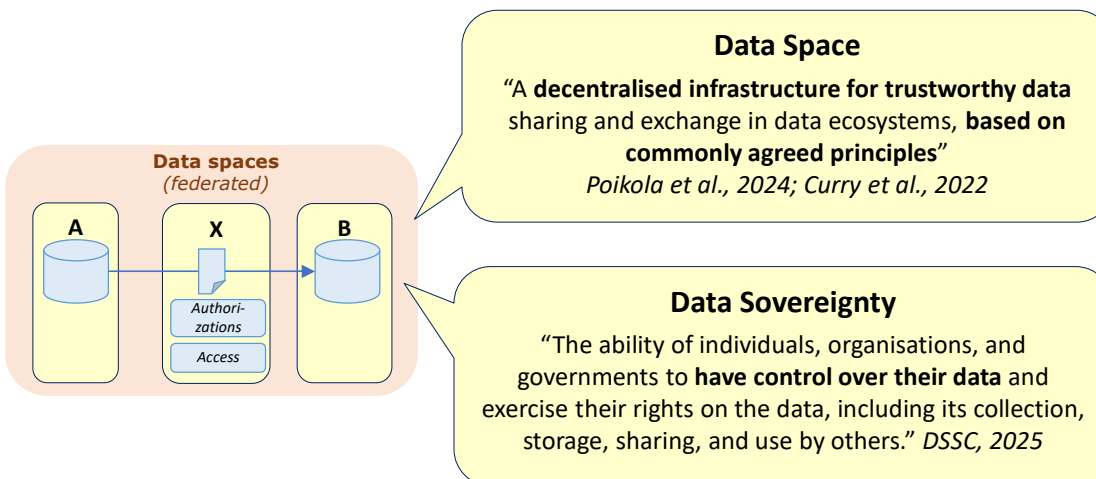 Data spaces
(federated)
A
X
B
Authori-
zations
Access
Data Space
“A decentralised infrastructure for trustworthy data
sharing and exchange in data ecosystems, based on
commonly agreed principles”
Poikola et al., 2024; Curry et al., 2022
Data Sovereignty
“The ability of individuals, organisations, and
governments to have control over their data and
exercise their rights on the data, including its collection,
storage, sharing, and use by others.” DSSC, 2025